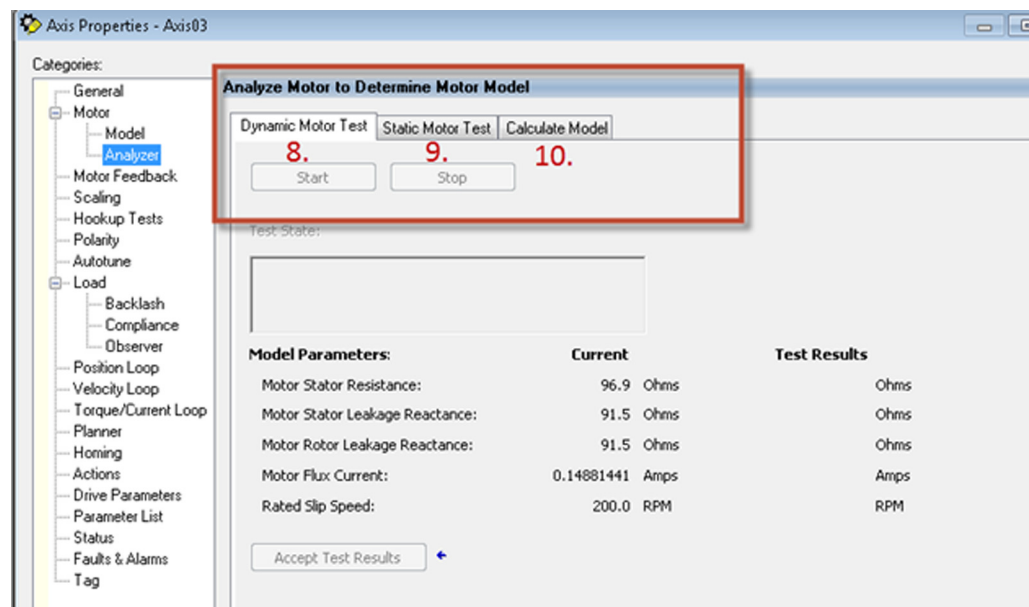 Axis Properties - Axis03
Categories:
General
Motor
Model
Analyzer
Motor Feedback
Scaling
Hookup Tests
Polarity
Autotune
Load
Backlash
Compliance
Observer
Position Loop
Velocity Loop
Torque/Current Loop
Planner
Homing
Actions
Drive Parameters
Parameter List
Status
Faults & Alarms
Tag
Analyze Motor to Determine Motor Model
Dynamic Motor Test Static Motor Test Calculate Model
8. 9. 10.
Start Stop
Test State:
Model Parameters: Current Test Results
Motor Stator Resistance: 96.9 Ohms Ohms
Motor Stator Leakage Reactance: 91.5 Ohms Ohms
Motor Rotor Leakage Reactance: 91.5 Ohms Ohms
Motor Flux Current: 0.14881441 Amps Amps
Rated Slip Speed: 200.0 RPM RPM
Accept Test Results